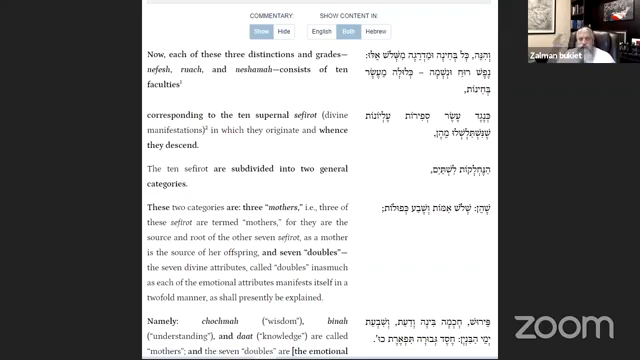 COMMENTARY:
SHOW CONTENT IN:
Show
Hide
English
Both
Hebrew
Now, each of these three distinctions and grades—
nefesh, ruach, and neshamah—consists of ten
faculties1
corresponding to the ten supernal sefirot (divine
manifestations)2 in which they originate and whence
they descend.
The ten sefirot are subdivided into two general
categories.
These two categories are: three “mothers,” i.e., three of
these sefirot are termed “mothers,” for they are the
source and root of the other seven sefirot, as a mother
is the source of her offspring, and seven “doubles”—
the seven divine attributes, called “doubles” inasmuch
as each of the emotional attributes manifests itself in a
twofold manner, as shall presently be explained.
Namely: chochmah (“wisdom”), binah
(“understanding”), and daat (“knowledge”) are called
“mothers”; and the seven “doubles” are [the emotional
וְהִנֵּה, כָּל בְּחִינָה וּמַדְרֵגָה מִשָּׁלֹשׁ אֵלּוּ:
נֶפֶשׁ רוּחַ וּנְשָׁמָה – כְּלוּלָה מֵעֶשֶׂר
בְּחִינוֹת,
כְּנֶגֶד עֶשֶׂר סְפִירוֹת עֶלְיוֹנוֹת
שֶׁנִּשְׁתַּלְשְׁלוּ מֵהֶן,
הַנֶּחֱלָקוֹת לִשְׁתַּיִם,
שֶׁהֵן: שָׁלֹשׁ אִמּוֹת וְשֶׁבַע כְּפוּלוֹת;
פֵּירוּשׁ, חָכְמָה בִּינָה וְדַעַת, וְשִׁבְעַת
יְמֵי הַבִּנְיָן: חֶסֶד גְּבוּרָה תִּפְאֶרֶת כוּ'.
Zalman bukiet
zoom